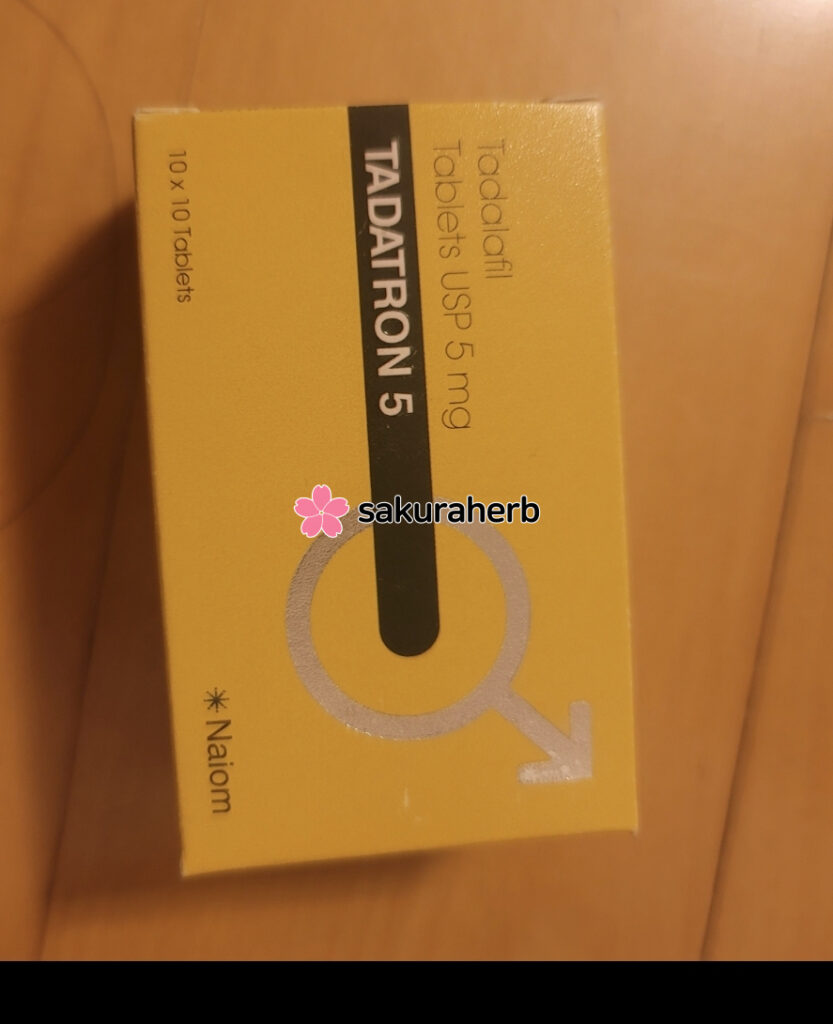 Tadalafil
Tablets USP 5 mg
TADATRON 5
10 x 10 Tablets
sakuraherb
Naiom